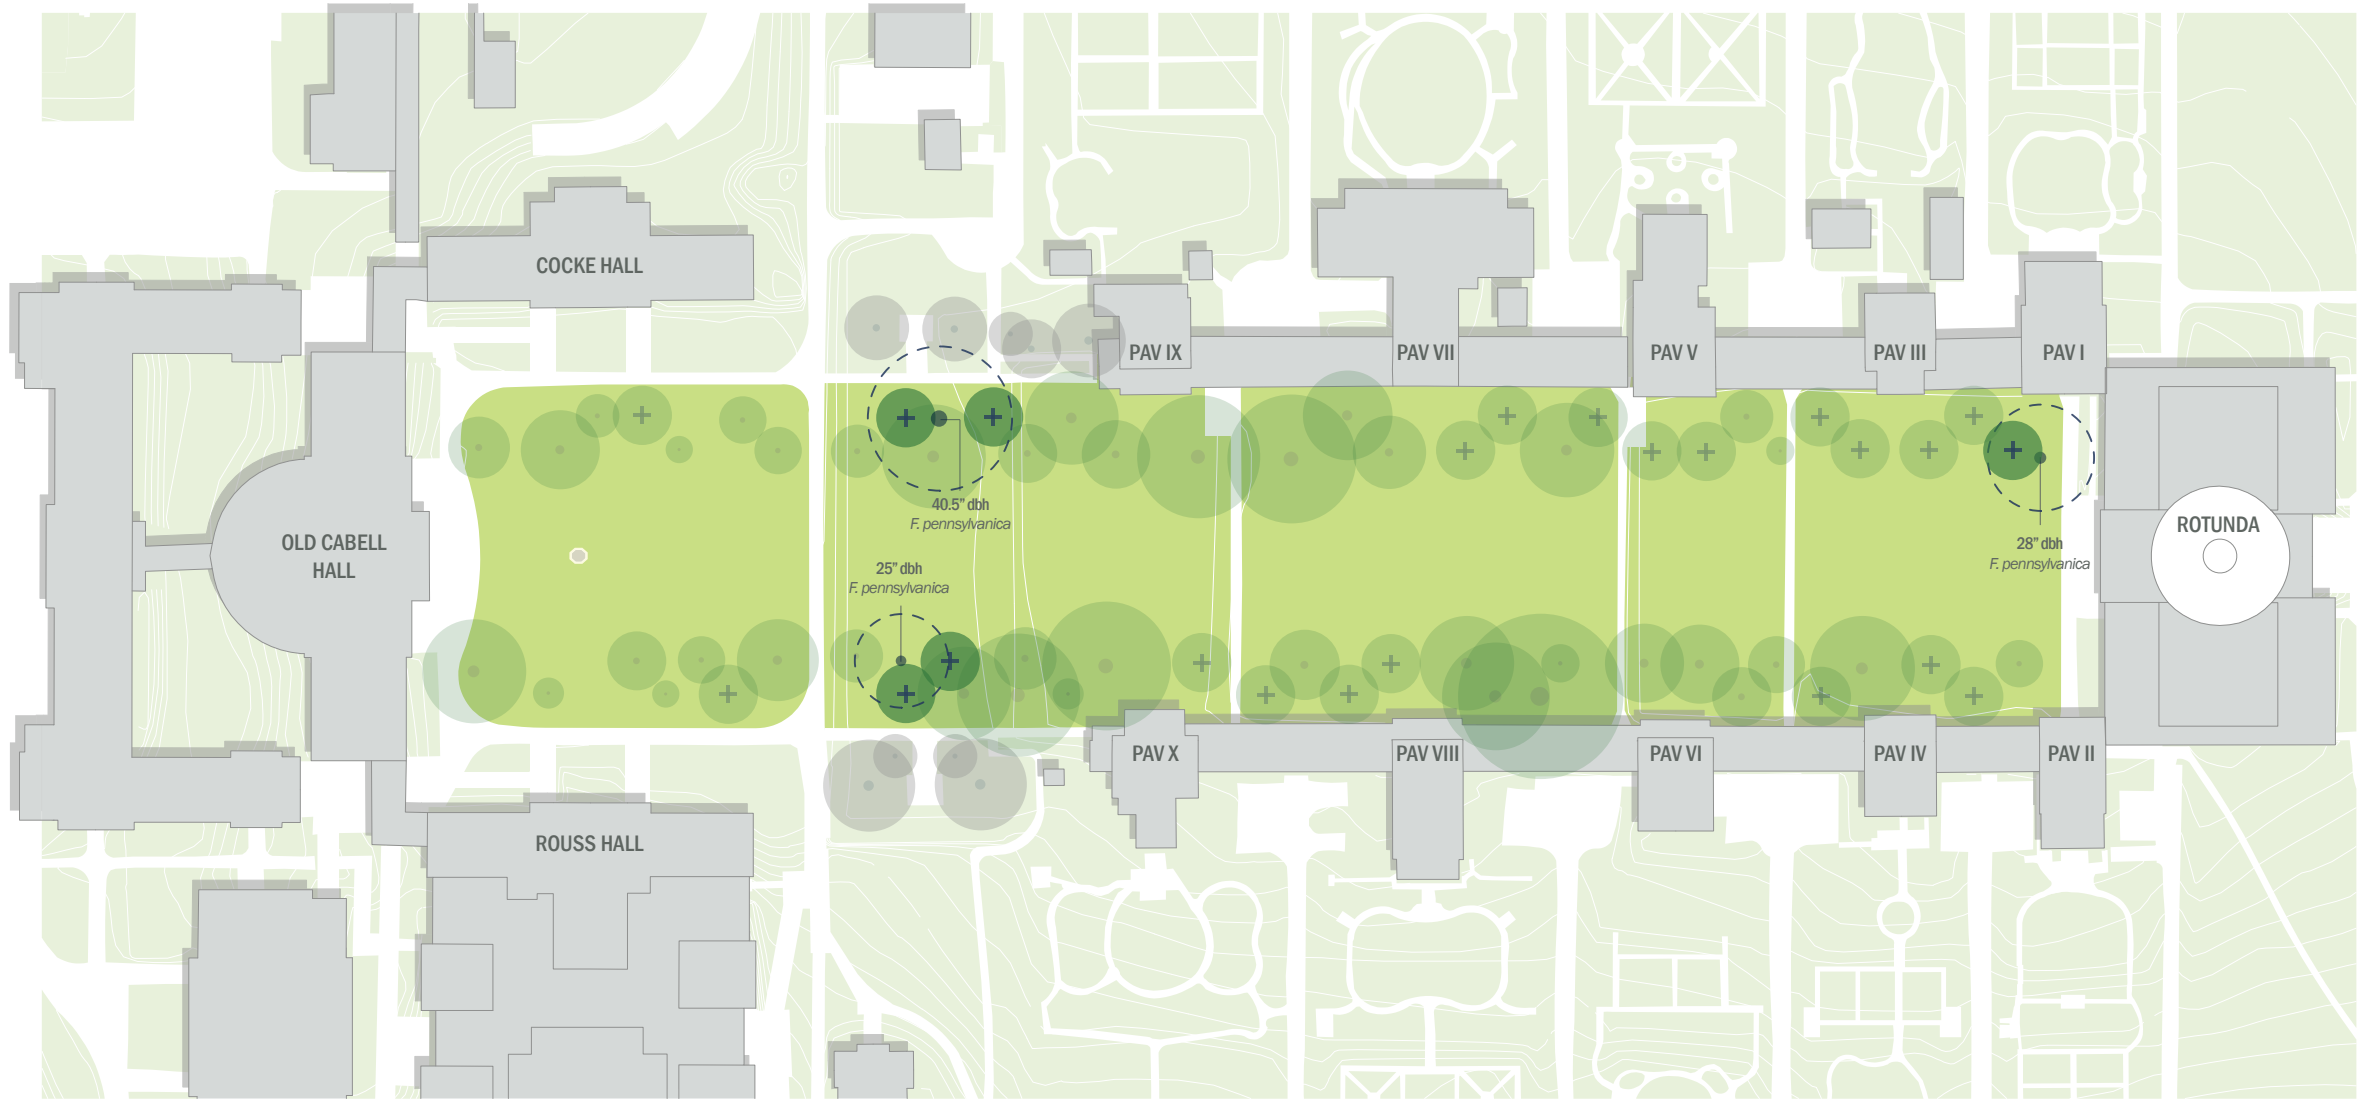 COCKE HALL
PAV IX
PAV VII
PAV V
PAV III
PAV I
40.5” dbh
F. pennsylvanica
OLD CABELL
HALL
ROTUNDA
28” dbh
F. pennsylvanica
25” dbh
F. pennsylvanica
PAV X
PAV VIII
PAV VI
PAV IV
PAV II
ROUSS HALL